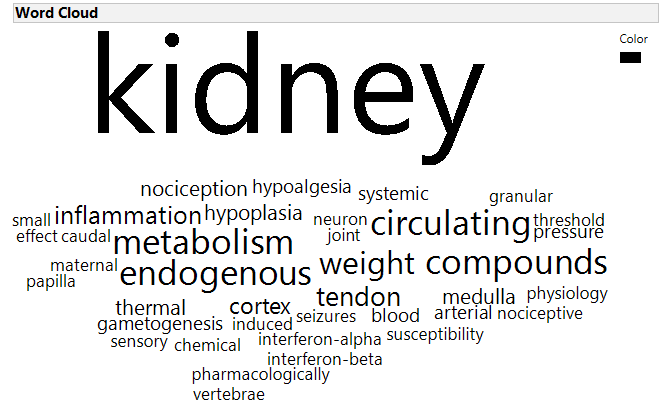 Word Cloud
Color
kidney
nociception hypoalgesia systemic granular
small inflammation hypoplasia neuron circulating threshold
effect caudal metabolism joint pressure
maternal endogenous weight compounds
papilla
thermal cortex tendon medulla physiology
gametogenesis induced seizures blood arterial nociceptive
sensory chemical interferon-alpha susceptibility
interferon-beta
pharmacologically
vertebrae